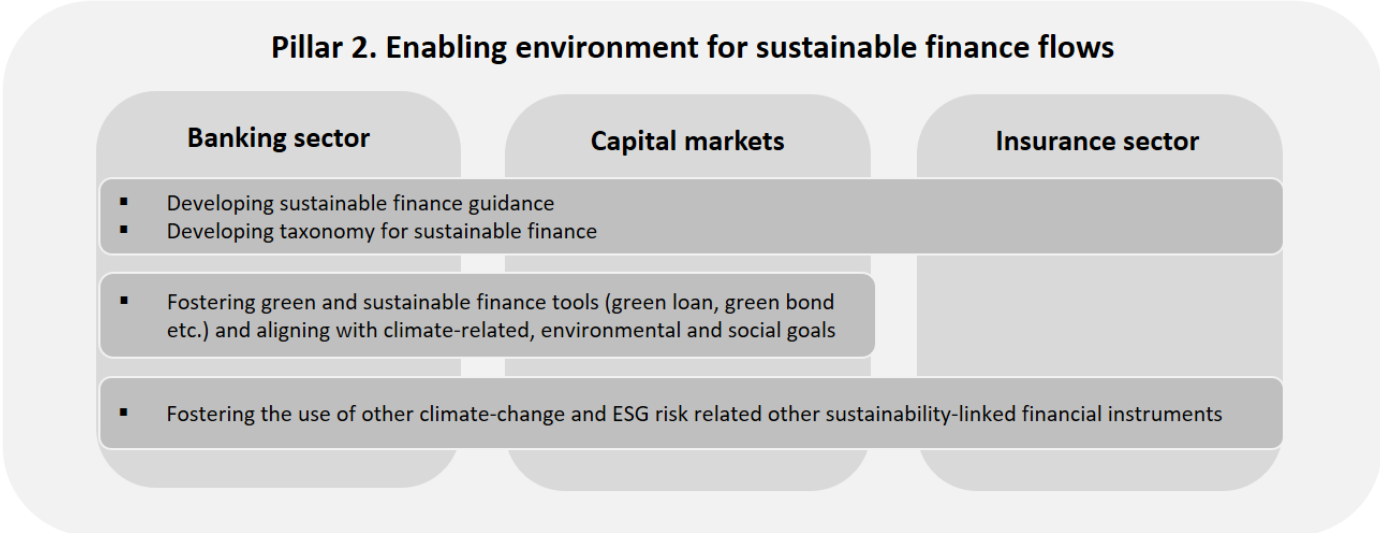 Pillar 2. Enabling environment for sustainable finance flows
Banking sector
Capital markets
Insurance sector
▪ Developing sustainable finance guidance
▪ Developing taxonomy for sustainable finance
▪ Fostering green and sustainable finance tools (green loan, green bond
etc.) and aligning with climate-related, environmental and social goals
▪ Fostering the use of other climate-change and ESG risk related other sustainability-linked financial instruments